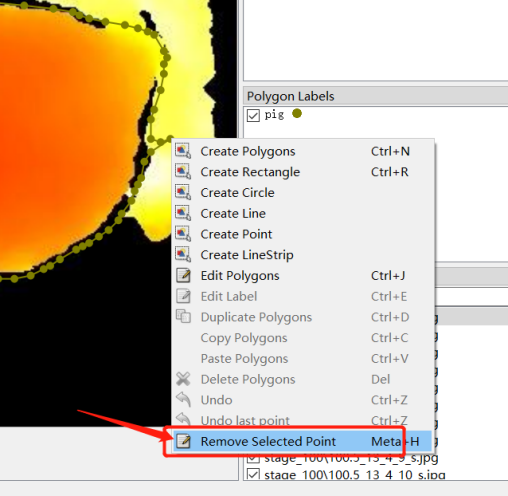 Polygon Labels
pig
Create Polygons Ctrl+N
Create Rectangle Ctrl+R
Create Circle
Create Line
Create Point
Create LineStrip
Edit Polygons Ctrl+J
Edit Label Ctrl+E
Duplicate Polygons Ctrl+D
Copy Polygons Ctrl+C
Paste Polygons Ctrl+V
Delete Polygons Del
Undo Ctrl+Z
Undo last point Ctrl+Z
Remove Selected Point Meta+H
stage_100\100.5_13_4_9_s.jpg
stage_100\100.5_13_4_10_s.jpg